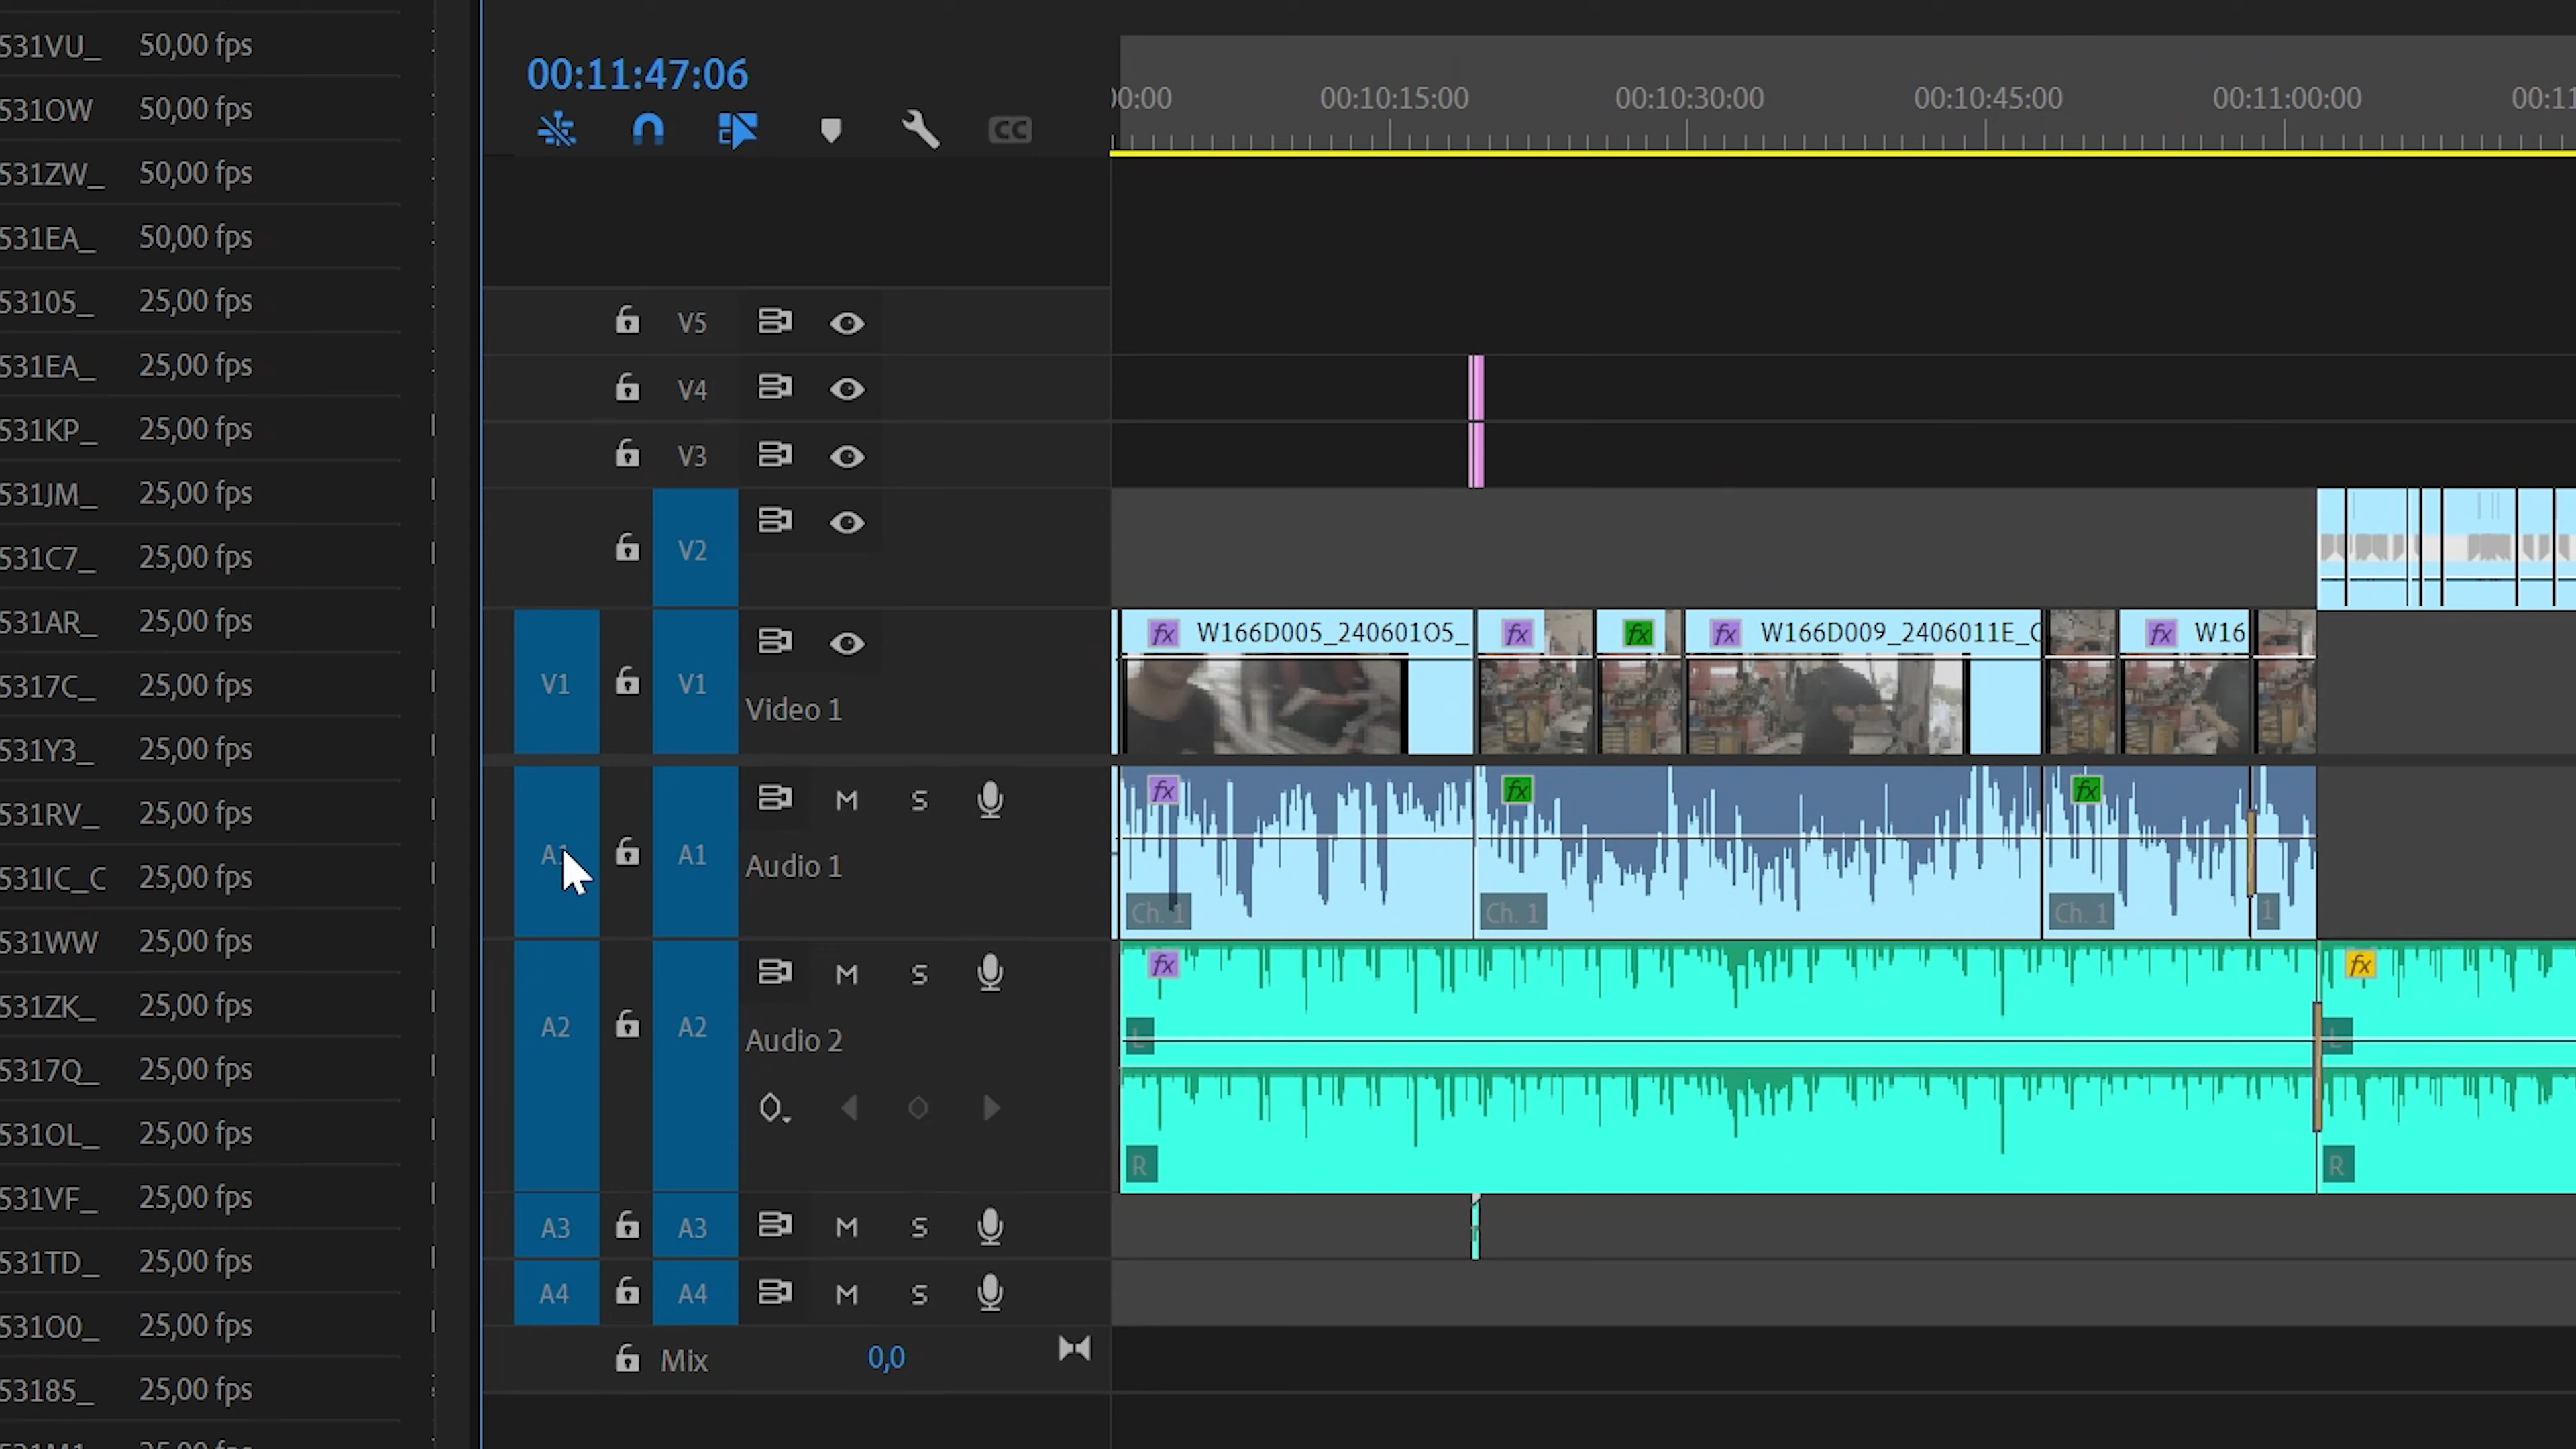 531VU_ 50,00 fps
531OW 50,00 fps
531ZW_ 50,00 fps
531EA_ 50,00 fps
53105_ 25,00 fps
531EA_ 25,00 fps
531KP_ 25,00 fps
531JM_ 25,00 fps
531C7_ 25,00 fps
531AR_ 25,00 fps
5317C_ 25,00 fps
531Y3_ 25,00 fps
531RV_ 25,00 fps
531IC_C 25,00 fps
531WW 25,00 fps
531ZK_ 25,00 fps
5317Q_ 25,00 fps
531OL_ 25,00 fps
531VF_ 25,00 fps
531TD_ 25,00 fps
531O0_ 25,00 fps
53185_ 25,00 fps
00:11:47:06
CC
00:00 00:10:15:00 00:10:30:00 00:10:45:00 00:11:00:00 00:11
V5
V4
V3
V2
V1 V1
Video 1
fx W166D005_240601O5_ fx fx fx W166D009_2406011E_C fx W16
A1 A1 M S
Audio 1
fx fx fx
Ch. 1 Ch. 1 Ch. 1 1
A2 A2 M S
Audio 2
fx fx
L L
R R
A3 A3 M S
A4 A4 M S
Mix 0,0